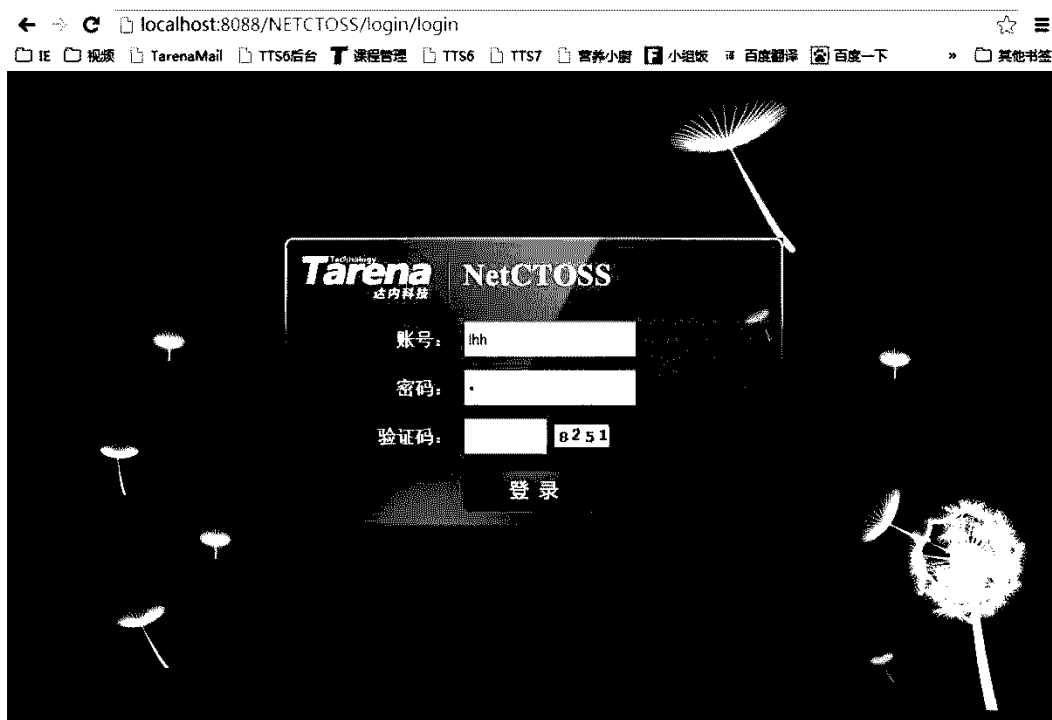 localhost:8088/NETCTOSS/login/login
IE 视频 TarenaMail TTS6后台 课程管理 TTS6 TTS7 营养小厨 小组饭 译 百度翻译 百度一下 » 其他书签
Technology
Tarena
达内科技
NetCTOSS
账号: lhh
密码: •
验证码: 8251
登 录